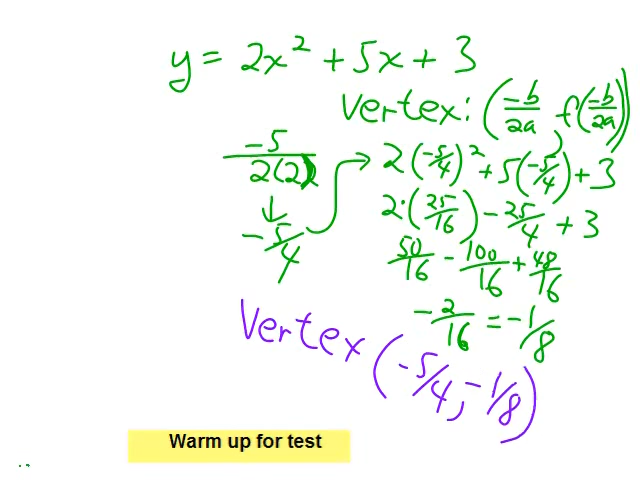 y = 2x² + 5x + 3
Vertex: (-b/2a, f(-b/2a))
-5/2(2)
→ 2(-5/4)² + 5(-5/4) + 3
↓
-5/4
2·(25/16) - 25/4 + 3
50/16 - 100/16 + 48/16
-2/16 = -1/8
Vertex (-5/4, -1/8)
Warm up for test